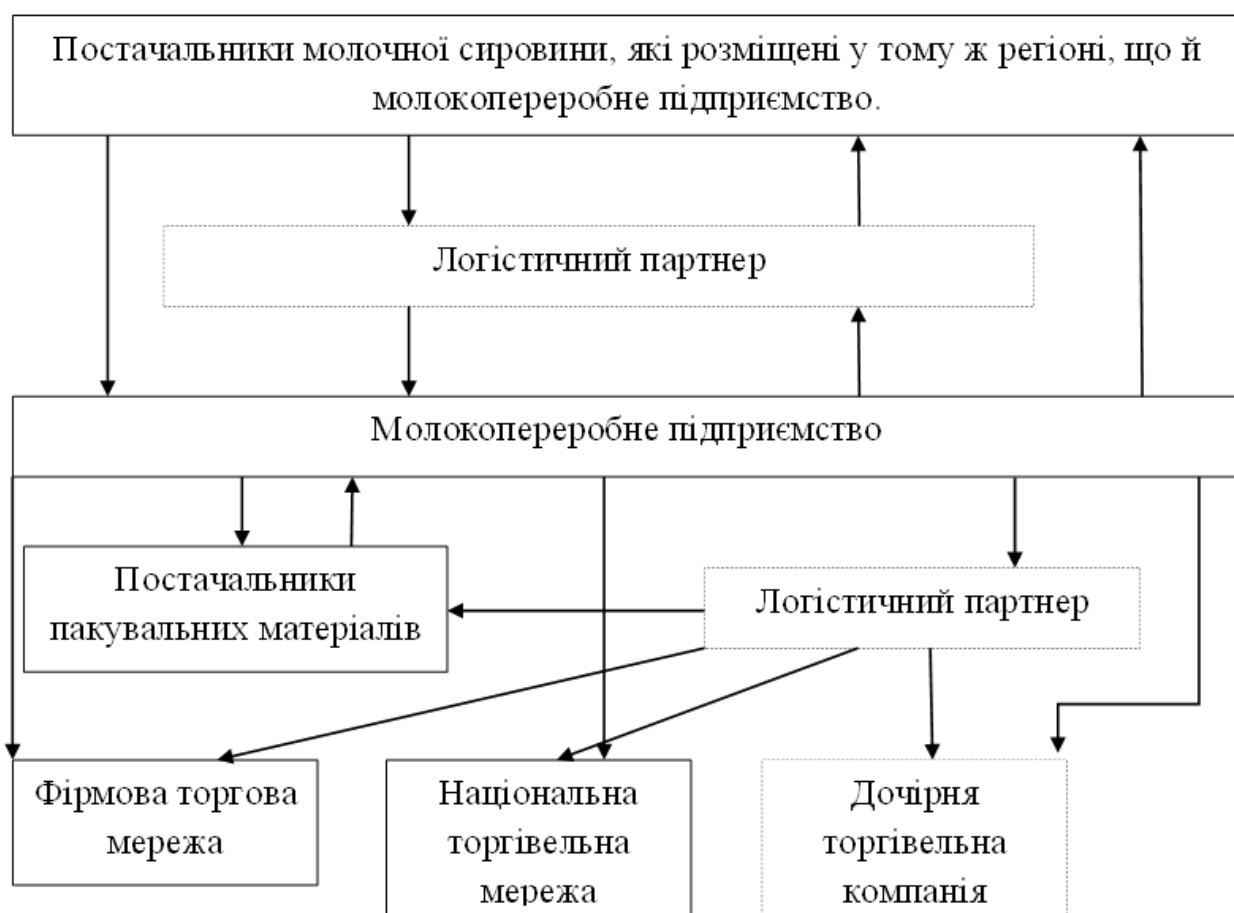 Постачальники молочної сировини, які розміщені у тому ж регіоні, що й
молокопереробне підприємство.
Логістичний партнер
Молокопереробне підприємство
Постачальники
пакувальних матеріалів
Логістичний партнер
Фірмова торгова
мережа
Національна
торгівельна
мережа
Дочірня
торгівельна
компанія